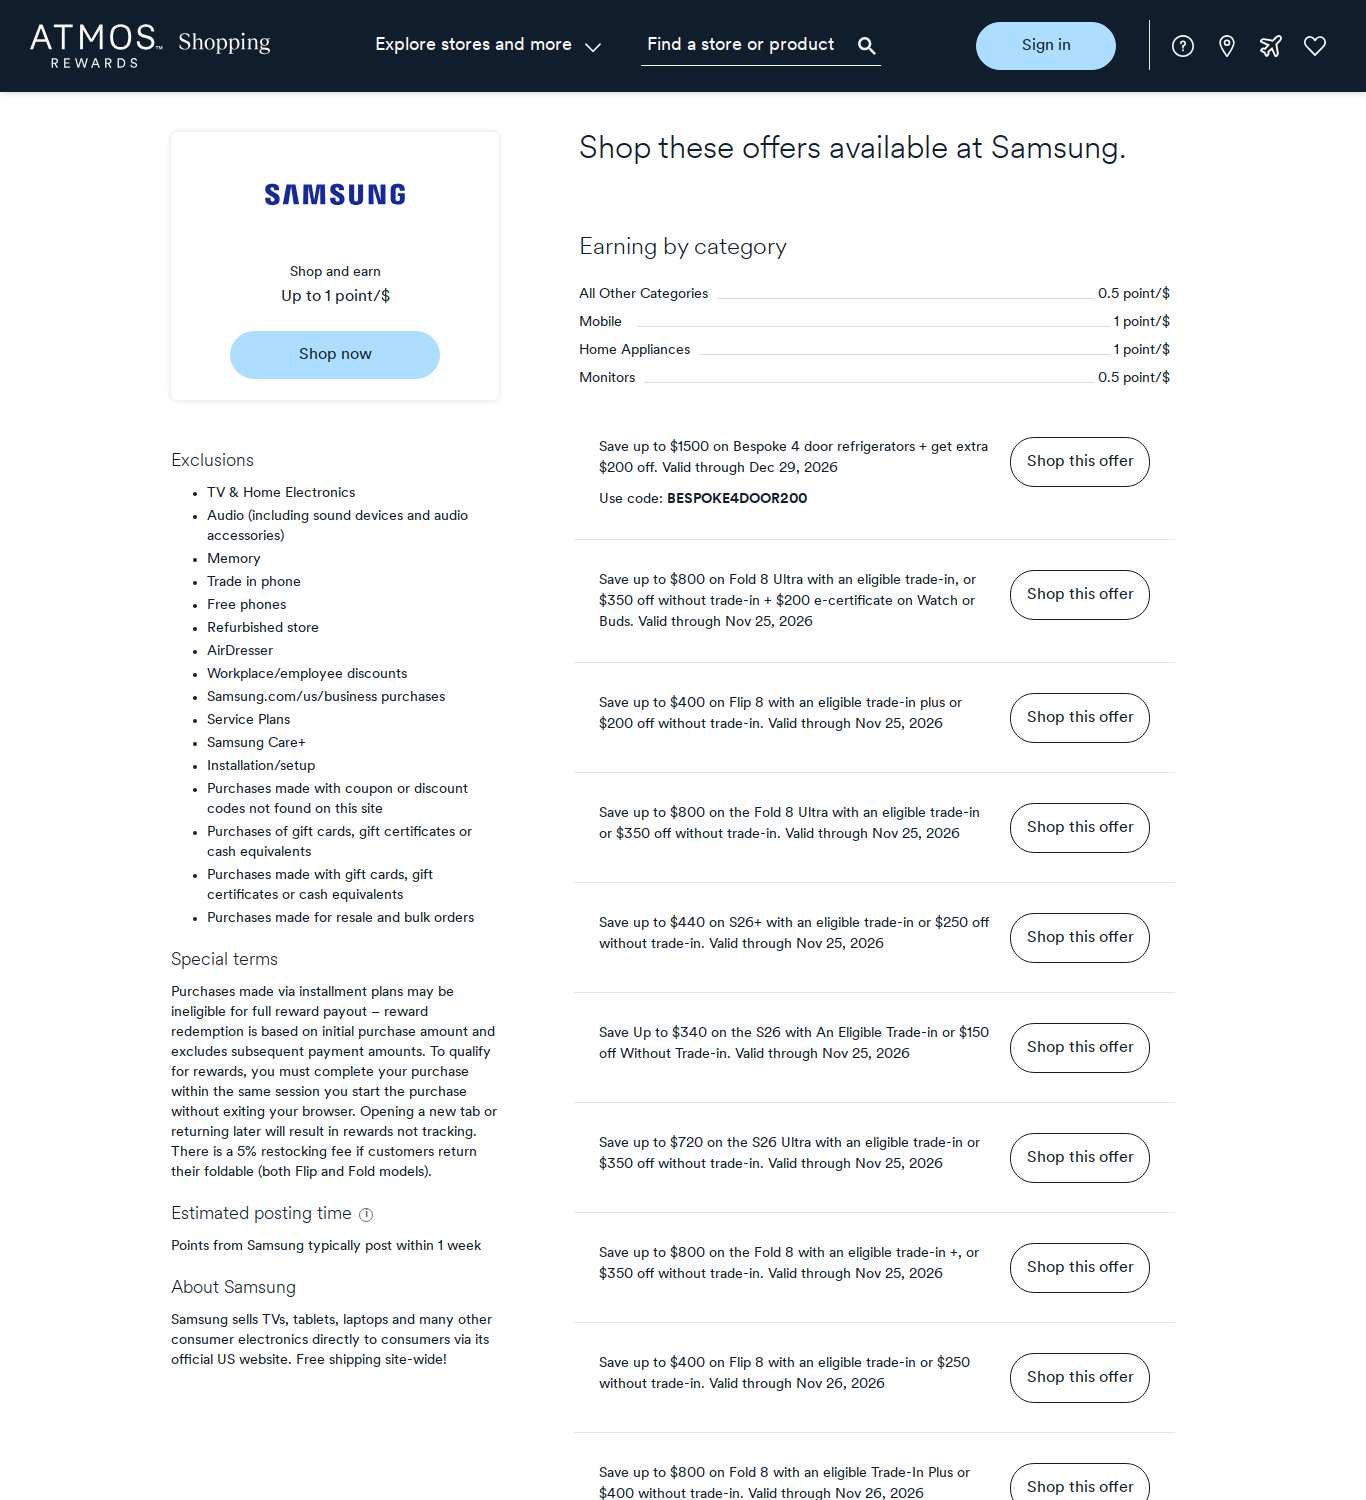 ATMOS™
REWARDS
Shopping
Explore stores and more
Find a store or product
Sign in
SAMSUNG
Shop and earn
Up to 1 point/$
Shop now
Exclusions
• TV & Home Electronics
• Audio (including sound devices and audio
accessories)
• Memory
• Trade in phone
• Free phones
• Refurbished store
• AirDresser
• Workplace/employee discounts
• Samsung.com/us/business purchases
• Service Plans
• Samsung Care+
• Installation/setup
• Purchases made with coupon or discount
codes not found on this site
• Purchases of gift cards, gift certificates or
cash equivalents
• Purchases made with gift cards, gift
certificates or cash equivalents
• Purchases made for resale and bulk orders
Special terms
Purchases made via installment plans may be
ineligible for full reward payout – reward
redemption is based on initial purchase amount and
excludes subsequent payment amounts. To qualify
for rewards, you must complete your purchase
within the same session you start the purchase
without exiting your browser. Opening a new tab or
returning later will result in rewards not tracking.
There is a 5% restocking fee if customers return
their foldable (both Flip and Fold models).
Estimated posting time
Points from Samsung typically post within 1 week
About Samsung
Samsung sells TVs, tablets, laptops and many other
consumer electronics directly to consumers via its
official US website. Free shipping site-wide!
Shop these offers available at Samsung.
Earning by category
All Other Categories 0.5 point/$
Mobile 1 point/$
Home Appliances 1 point/$
Monitors 0.5 point/$
Save up to $1500 on Bespoke 4 door refrigerators + get extra
$200 off. Valid through Dec 29, 2026
Use code: BESPOKE4DOOR200
Shop this offer
Save up to $800 on Fold 8 Ultra with an eligible trade-in, or
$350 off without trade-in + $200 e-certificate on Watch or
Buds. Valid through Nov 25, 2026
Shop this offer
Save up to $400 on Flip 8 with an eligible trade-in plus or
$200 off without trade-in. Valid through Nov 25, 2026
Shop this offer
Save up to $800 on the Fold 8 Ultra with an eligible trade-in
or $350 off without trade-in. Valid through Nov 25, 2026
Shop this offer
Save up to $440 on S26+ with an eligible trade-in or $250 off
without trade-in. Valid through Nov 25, 2026
Shop this offer
Save Up to $340 on the S26 with An Eligible Trade-in or $150
off Without Trade-in. Valid through Nov 25, 2026
Shop this offer
Save up to $720 on the S26 Ultra with an eligible trade-in or
$350 off without trade-in. Valid through Nov 25, 2026
Shop this offer
Save up to $800 on the Fold 8 with an eligible trade-in +, or
$350 off without trade-in. Valid through Nov 25, 2026
Shop this offer
Save up to $400 on Flip 8 with an eligible trade-in or $250
without trade-in. Valid through Nov 26, 2026
Shop this offer
Save up to $800 on Fold 8 with an eligible Trade-In Plus or
$400 without trade-in. Valid through Nov 26, 2026
Shop this offer